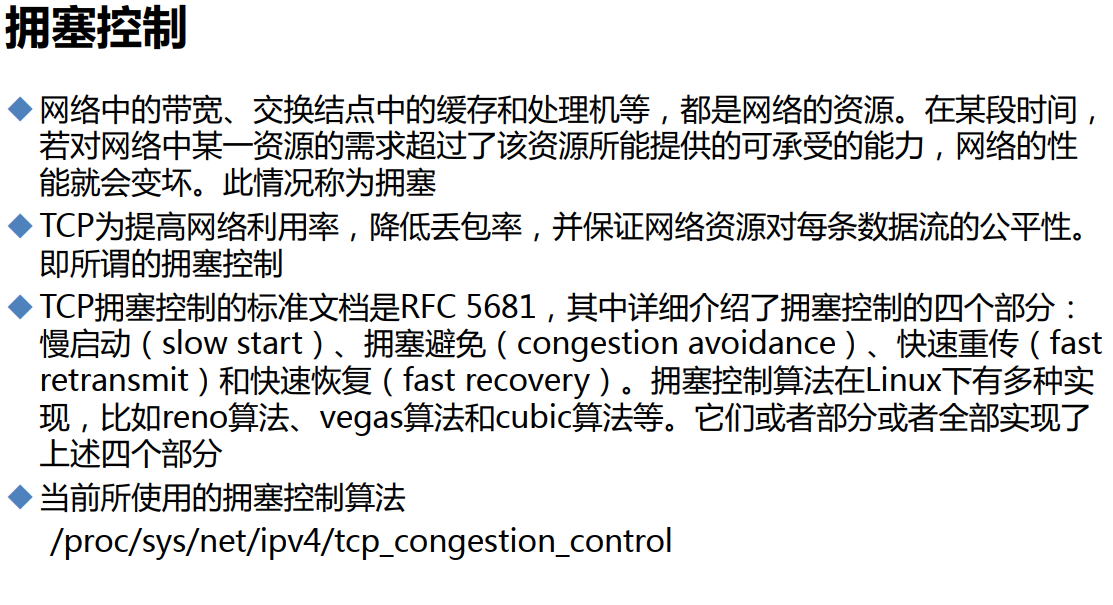 拥塞控制
网络中的带宽、交换结点中的缓存和处理机等，都是网络的资源。在某段时间，
若对网络中某一资源的需求超过了该资源所能提供的可承受的能力，网络的性
能就会变坏。此情况称为拥塞
TCP为提高网络利用率，降低丢包率，并保证网络资源对每条数据流的公平性。
即所谓的拥塞控制
TCP拥塞控制的标准文档是RFC 5681，其中详细介绍了拥塞控制的四个部分：
慢启动（slow start）、拥塞避免（congestion avoidance）、快速重传（fast
retransmit）和快速恢复（fast recovery）。拥塞控制算法在Linux下有多种实
现，比如reno算法、vegas算法和cubic算法等。它们或者部分或者全部实现了
上述四个部分
当前所使用的拥塞控制算法
/proc/sys/net/ipv4/tcp_congestion_control